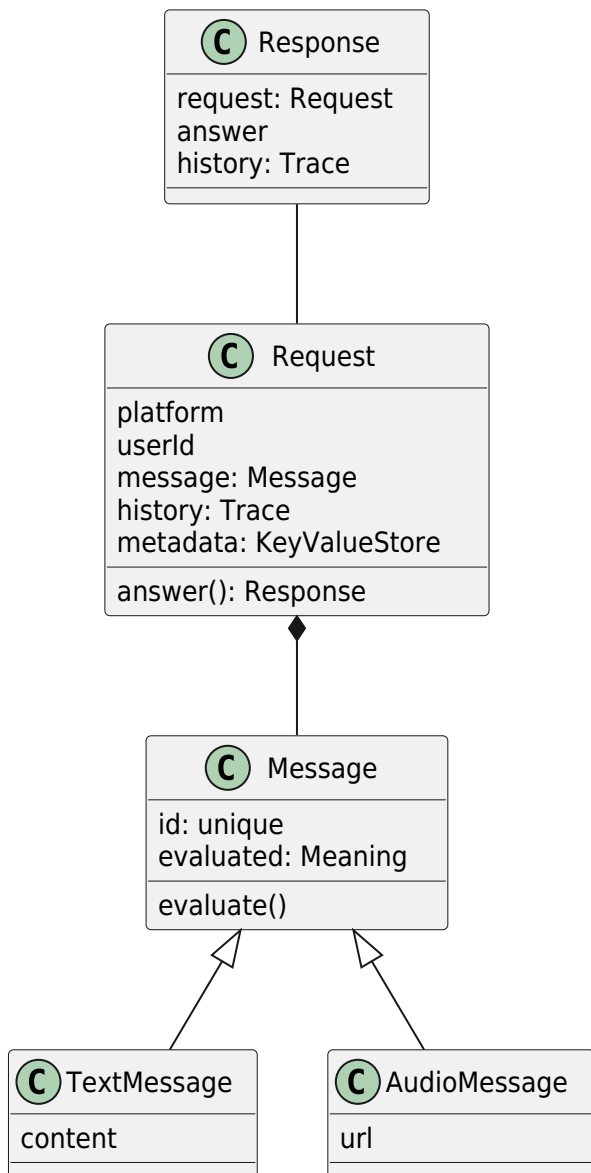 C Response
request: Request
answer
history: Trace
C Request
platform
userId
message: Message
history: Trace
metadata: KeyValueStore
answer(): Response
C Message
id: unique
evaluated: Meaning
evaluate()
C TextMessage
content
C AudioMessage
url